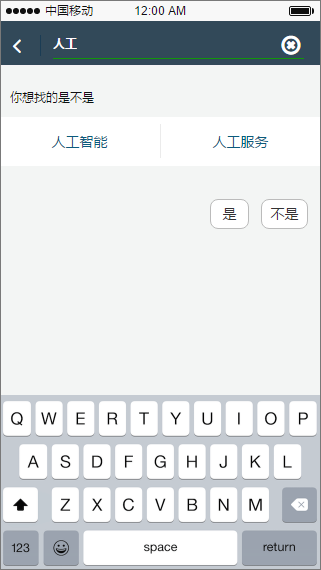 中国移动 12:00 AM
人工
你想找的是不是
人工智能 人工服务
是 不是
Q W E R T Y U I O P
A S D F G H J K L
Z X C V B N M
123 space return